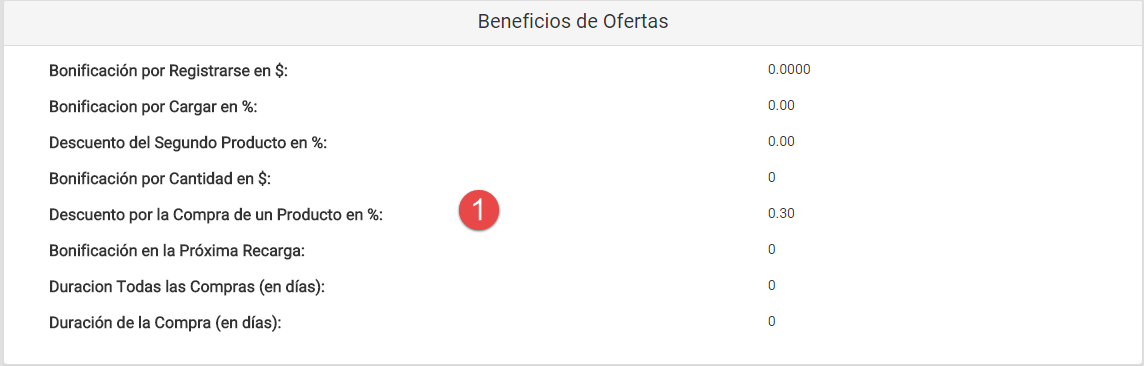 Beneficios de Ofertas
Bonificación por Registrarse en $: 0.0000
Bonificacion por Cargar en %: 0.00
Descuento del Segundo Producto en %: 0.00
Bonificación por Cantidad en $: 0
Descuento por la Compra de un Producto en %: 1 0.30
Bonificación en la Próxima Recarga: 0
Duracion Todas las Compras (en días): 0
Duración de la Compra (en días): 0